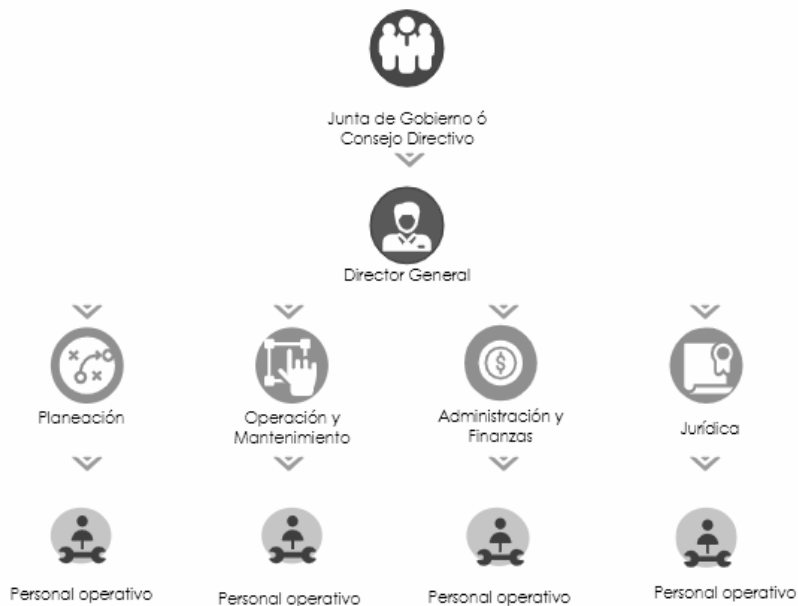 Junta de Gobierno ó
Consejo Directivo
Director General
Planeación
Operación y
Mantenimiento
Administración y
Finanzas
Jurídica
Personal operativo
Personal operativo
Personal operativo
Personal operativo